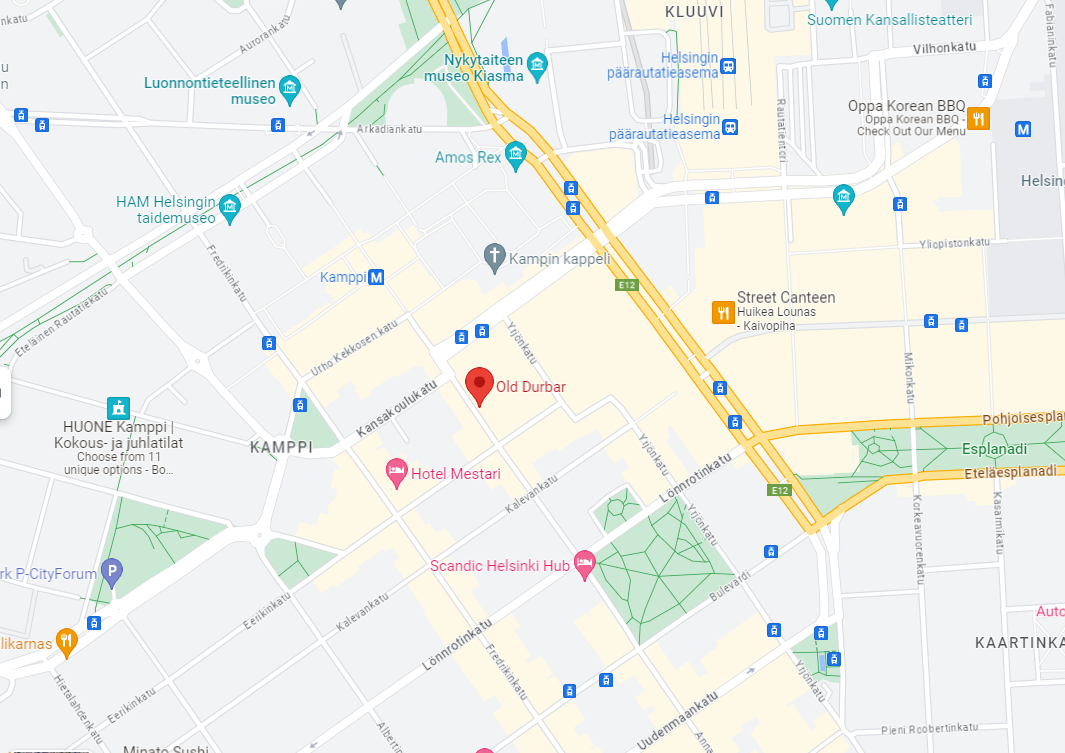 nkatu
Aurorankatu
KLUUVI
Suomen Kansallisteatteri
Fabianinkatu
Vilhonkatu
Nykytaiteen
museo Kiasma
Helsingin
päärautatieasema
Luonnontieteellinen
museo
Oppa Korean BBQ
Oppa Korean BBQ -
Check Out Our Menu
M
Helsingin
päärautatieasema
Arkadiankatu
Rautatientori
Amos Rex
Helsing
HAM Helsingin
taidemuseo
Yliopistonkatu
Fredrikinkatu
Kampin kappeli
Kamppi M
E12
Eteläinen Rautatiekatu
Street Canteen
Huikea Lounas
- Kaivopiha
Urho Kekkosen katu
Yrjönkatu
Mikonkatu
Old Durbar
Kansakoulukatu
HUONE Kamppi |
Kokous- ja juhlatilat
Choose from 11
unique options - Bo...
KAMPPI
Pohjoisespla
Esplanadi
Eteläesplanadi
Yrjönkatu
Lönnrotinkatu
Hotel Mestari
Kalevankatu
E12
Korkeavuorenkatu
Kasarmikatu
Yrjönkatu
Scandic Helsinki Hub
rk P-CityForum
P
Bulevardi
Eerikinkatu
Kalevankatu
Auto
likarnas
Lönnrotinkatu
KAARTINKA
Fredrikinkatu
Yrjönkatu
Hietalahdenkatu
Eerikinkatu
Uudenmaankatu
Albertin
Anna
Pieni Roobertinkatu
Minato Sushi